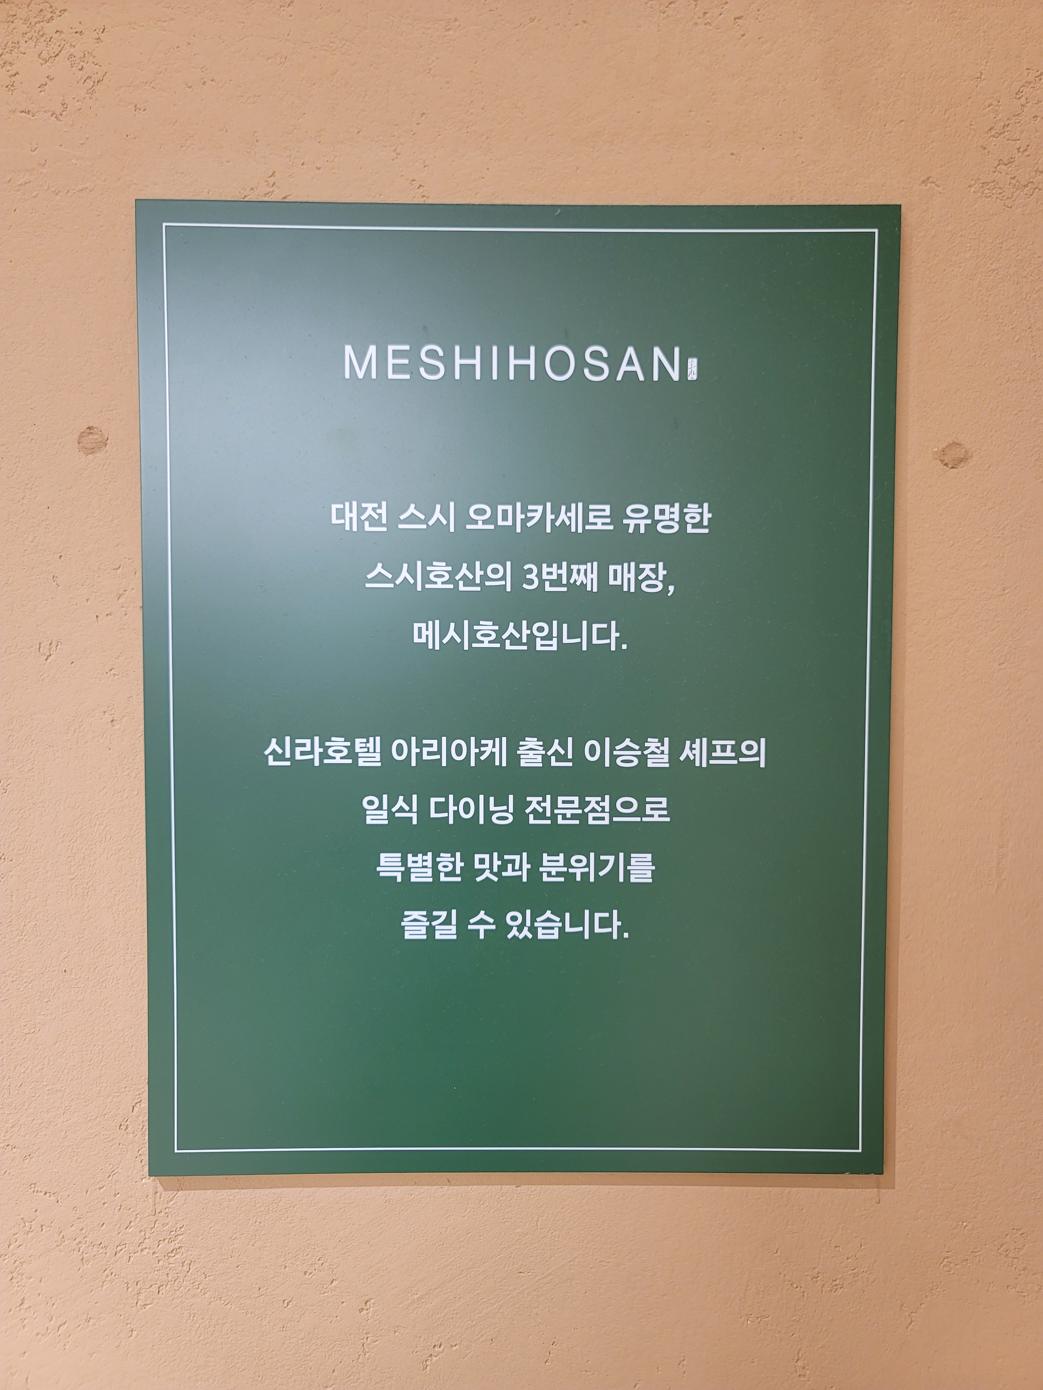 MESHIHOSAN
대전 스시 오마카세로 유명한
스시호산의 3번째 매장,
메시호산입니다.
신라호텔 아리아케 출신 이승철 셰프의
일식 다이닝 전문점으로
특별한 맛과 분위기를
즐길 수 있습니다.